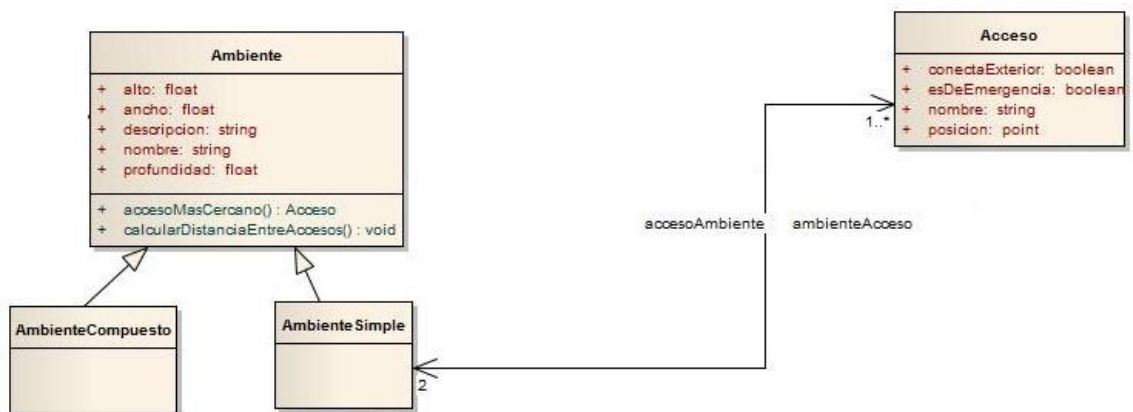 Ambiente
+ alto: float
+ ancho: float
+ descripcion: string
+ nombre: string
+ profundidad: float
+ accesoMasCercano() : Acceso
+ calcularDistanciaEntreAccesos() : void
Acceso
+ conectaExterior: boolean
+ esDeEmergencia: boolean
+ nombre: string
+ posicion: point
1..*
accesoAmbiente
ambienteAcceso
AmbienteCompuesto
AmbienteSimple
2